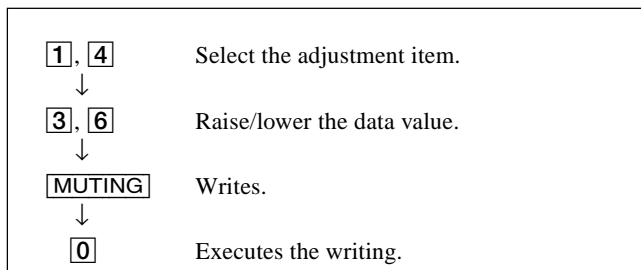 1, 4 Select the adjustment item.
↓
3, 6 Raise/lower the data value.
↓
MUTING Writes.
↓
0 Executes the writing.